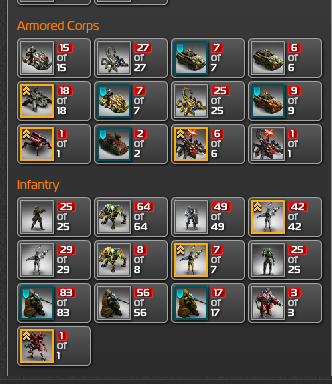 Armored Corps
15 of 15
27 of 27
7 of 7
6 of 6
18 of 18
7 of 7
25 of 25
9 of 9
1 of 1
2 of 2
6 of 6
1 of 1
Infantry
25 of 25
64 of 64
49 of 49
42 of 42
29 of 29
8 of 8
7 of 7
25 of 25
83 of 83
56 of 56
17 of 17
3 of 3
1 of 1